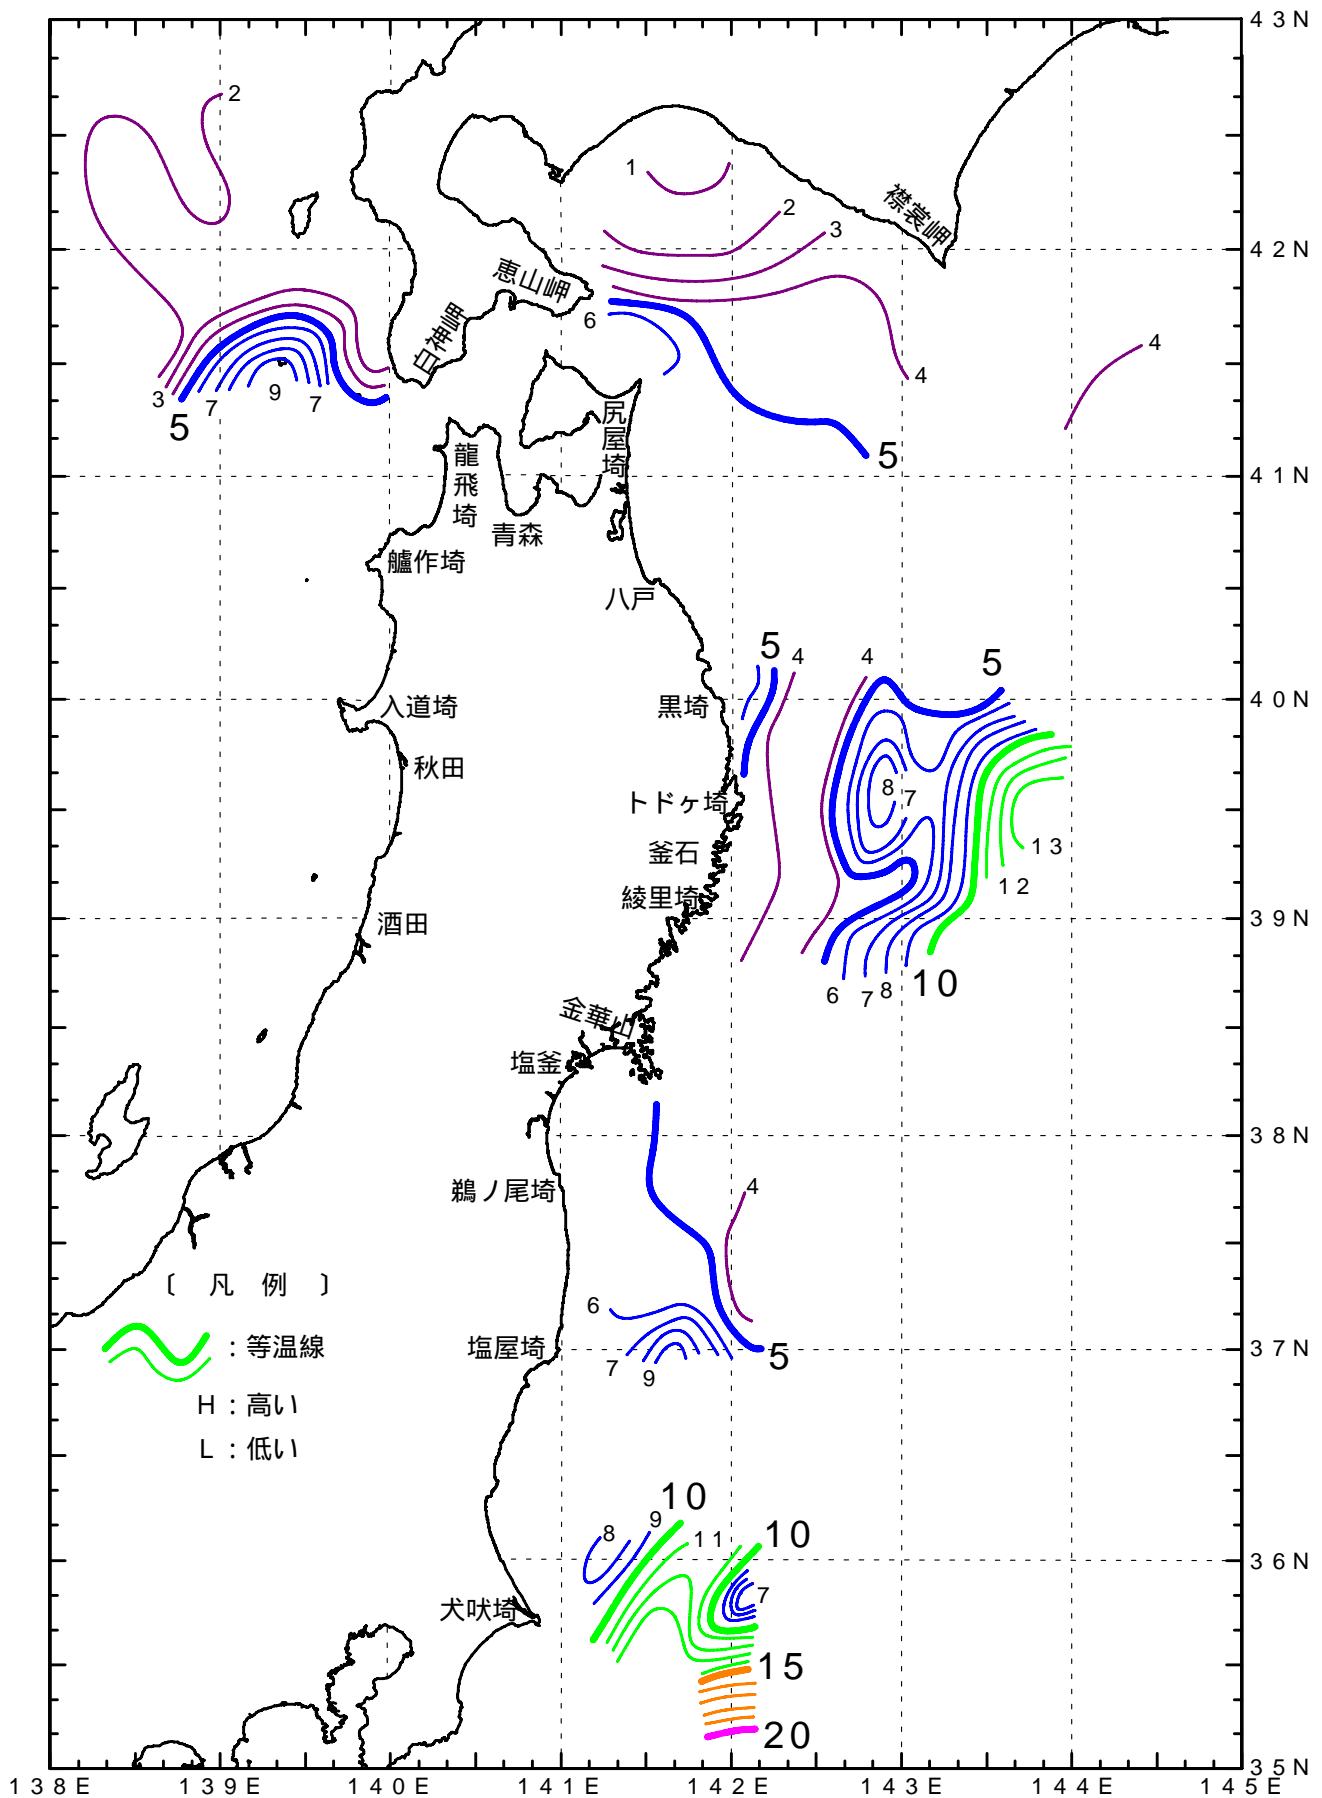 43N
2
1
2
襟裳岬
3
42N
恵山岬
6
白神岬
4
4
3
7
9
7
5
尻屋埼
5
龍飛埼
41N
青森
艫作埼
八戸
5
4
4
5
入道埼
黒埼
40N
秋田
トドヶ埼
8
7
釜石
13
12
綾里埼
酒田
39N
6
7
8
10
金華山
塩釜
38N
鵜ノ尾埼
4
〔 凡 例 〕
6
:等温線
塩屋埼
5
37N
7
9
H:高い
L:低い
10
9
8
11
10
36N
7
犬吠埼
15
20
35N
138E
139E
140E
141E
142E
143E
144E
145E